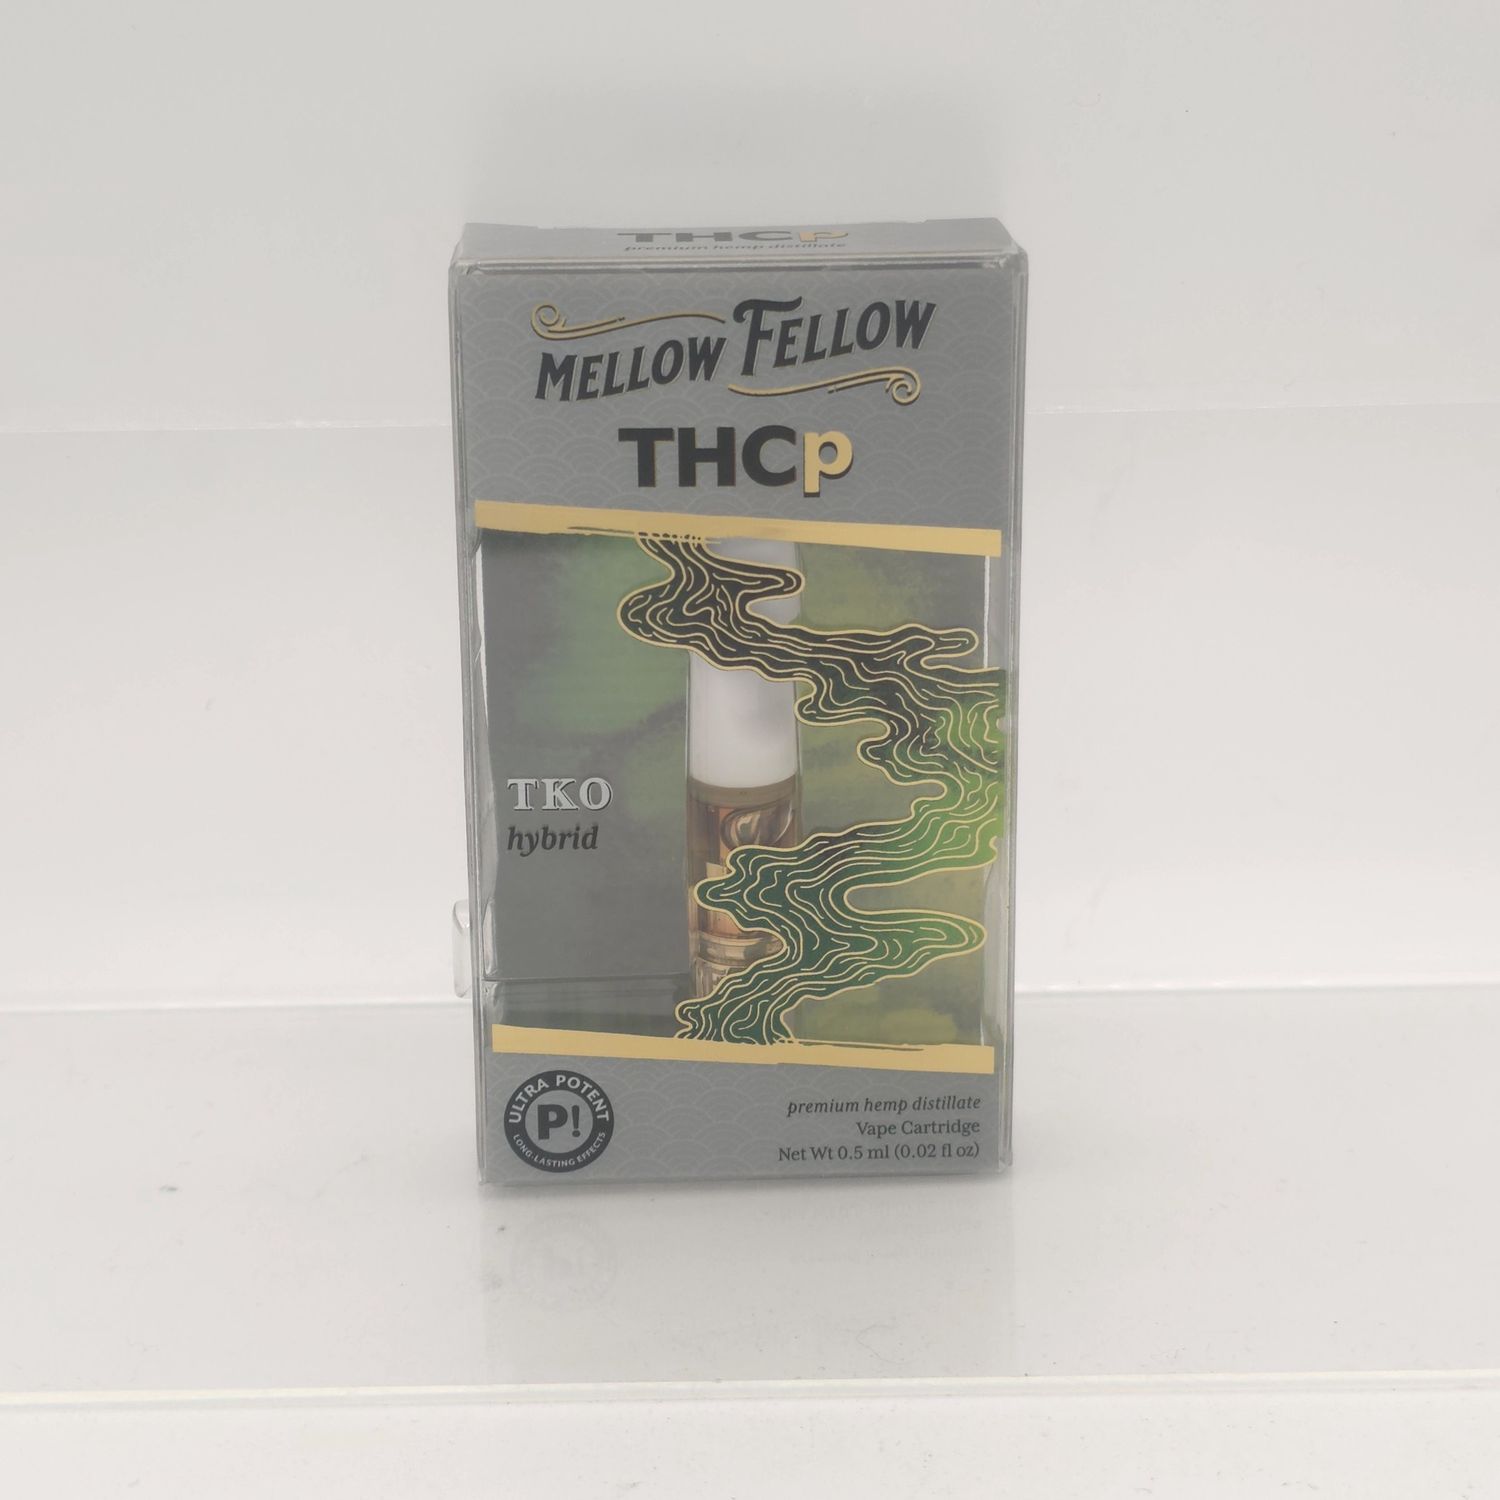 THCp
premium hemp distillate
MELLOW FELLOW
THCp
TKO
hybrid
ULTRA POTENT
P!
LONG-LASTING EFFECTS
premium hemp distillate
Vape Cartridge
Net Wt 0.5 ml (0.02 fl oz)